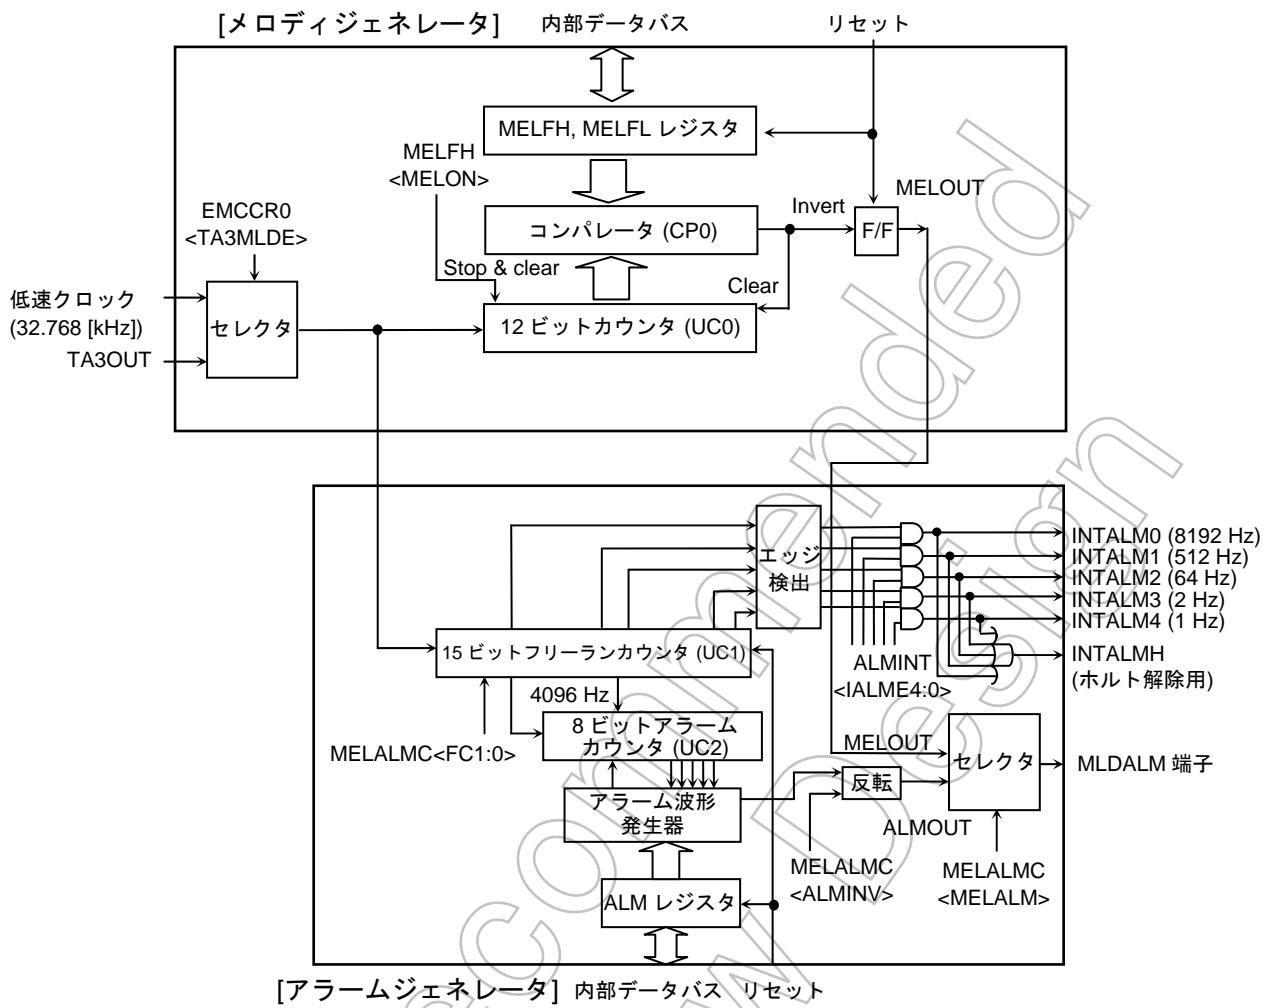 [メロディジェネレータ]
内部データバス
リセット
MELFH, MELFL レジスタ
MELFH
<MELON>
MELOUT
Invert
F/F
コンパレータ (CP0)
EMCCR0
<TA3MLDE>
Stop & clear
Clear
低速クロック
(32.768 [kHz])
セレクタ
12 ビットカウンタ (UC0)
TA3OUT
エッジ
検出
INTALM0 (8192 Hz)
INTALM1 (512 Hz)
INTALM2 (64 Hz)
INTALM3 (2 Hz)
INTALM4 (1 Hz)
15 ビットフリーランカウンタ (UC1)
ALMINT
<IALME4:0>
INTALMH
(ホルト解除用)
4096 Hz
8 ビットアラーム
カウンタ (UC2)
MELALMC<FC1:0>
MELOUT
セレクタ
MLDALM 端子
反転
アラーム波形
発生器
ALMOUT
MELALMC
<ALMINV>
MELALMC
<MELALM>
ALM レジスタ
[アラームジェネレータ]
内部データバス
リセット
Recommended
New Design